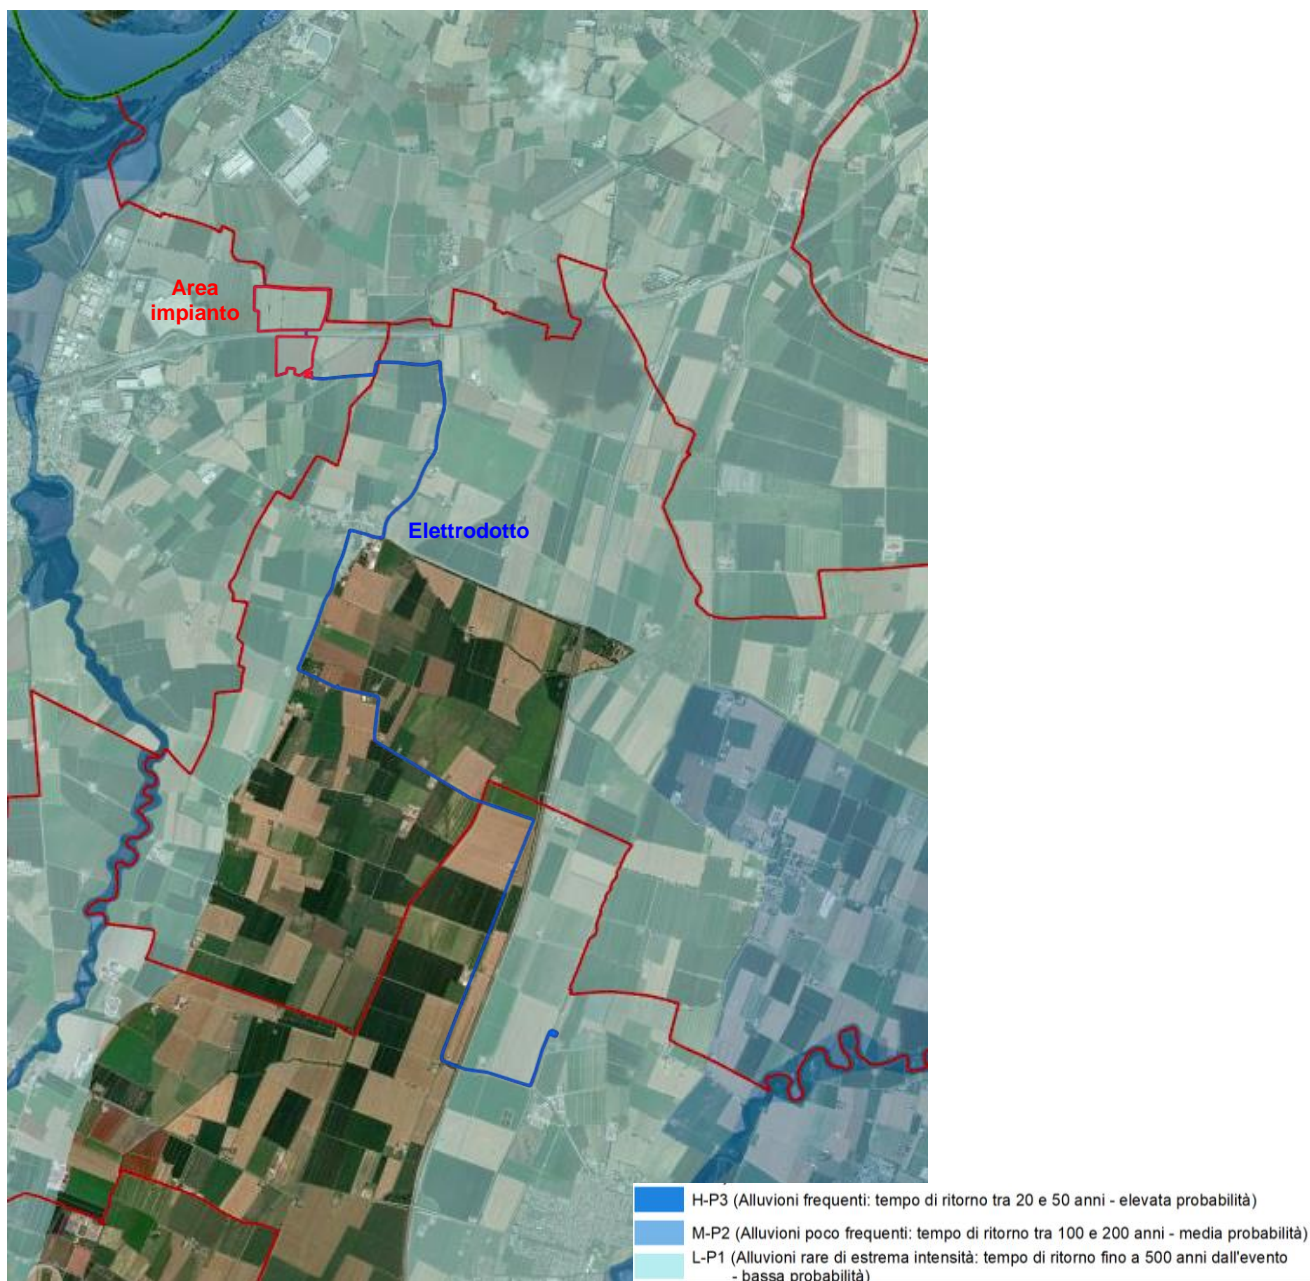 Area
impianto
Elettrodotto
H-P3 (Alluvioni frequenti: tempo di ritorno tra 20 e 50 anni - elevata probabilità)
M-P2 (Alluvioni poco frequenti: tempo di ritorno tra 100 e 200 anni - media probabilità)
L-P1 (Alluvioni rare di estrema intensità: tempo di ritorno fino a 500 anni dall'evento
- bassa probabilità)